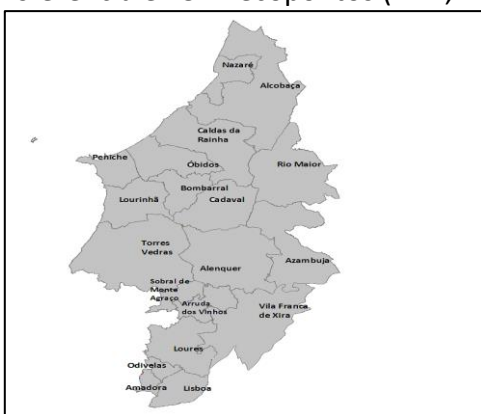 Nazaré
Alcobaça
Caldas da
Rainha
Peniche
Óbidos
Rio Maior
Bombarral
Lourinhã
Cadaval
Torres
Vedras
Alenquer
Azambuja
Sobral de
Monte
Agraço
Arruda
dos Vinhos
Vila Franca
de Xira
Loures
Odivelas
Amadora
Lisboa